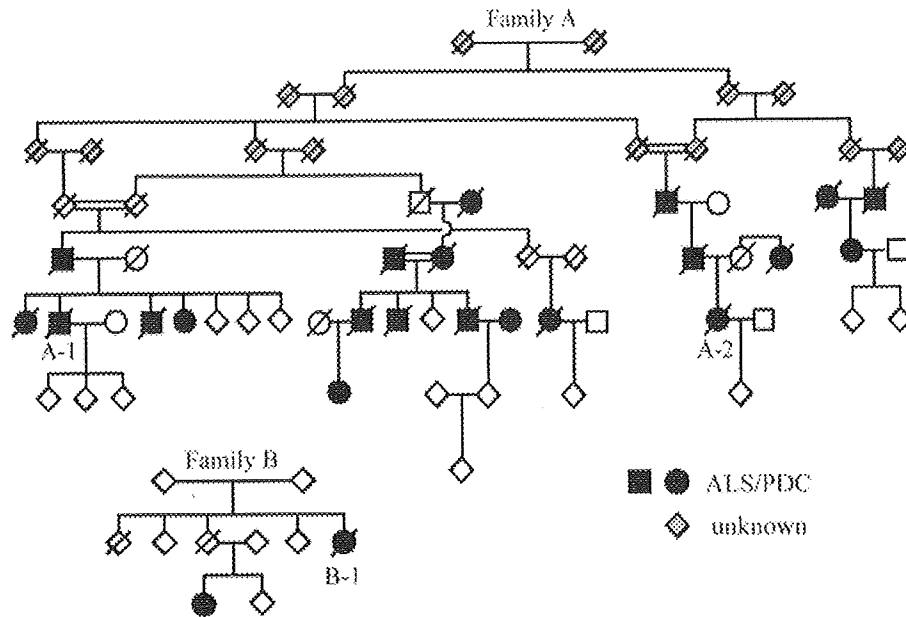 Family A
A-1
A-2
Family B
B-1
ALS/PDC
unknown